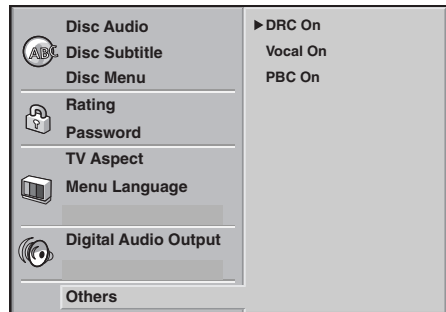 Disc Audio
ABC
Disc Subtitle
Disc Menu
Rating
Password
TV Aspect
Menu Language
Digital Audio Output
Others
DRC On
Vocal On
PBC On